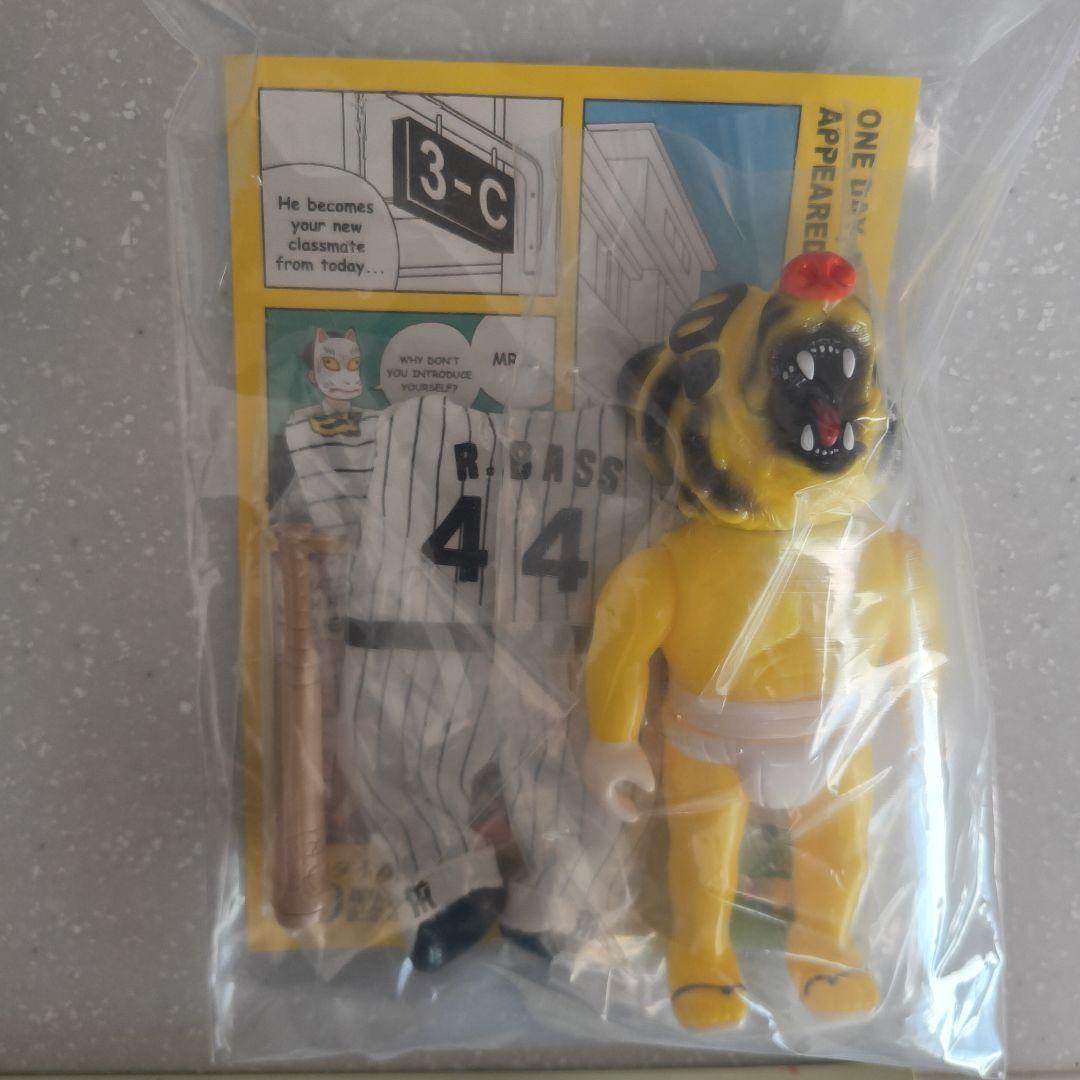 3-C
He becomes
your new
classmate
from today...
ONE DAY,
APPEARED
WHY DON'T
YOU INTRODUCE
YOURSELF?
MR
R. BASS
44